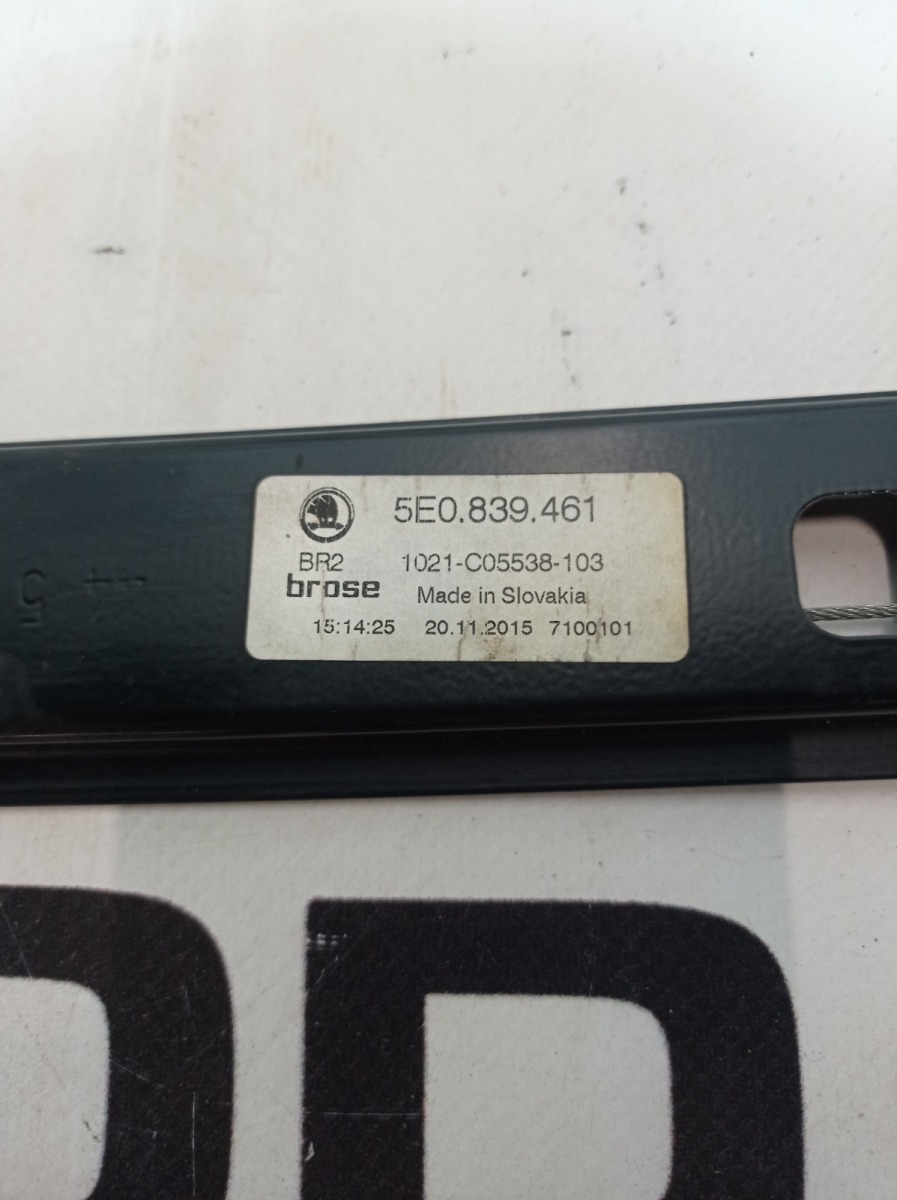 5E0.839.461
BR2 1021-C05538-103
brose Made in Slovakia
15:14:25 20.11.2015 7100101